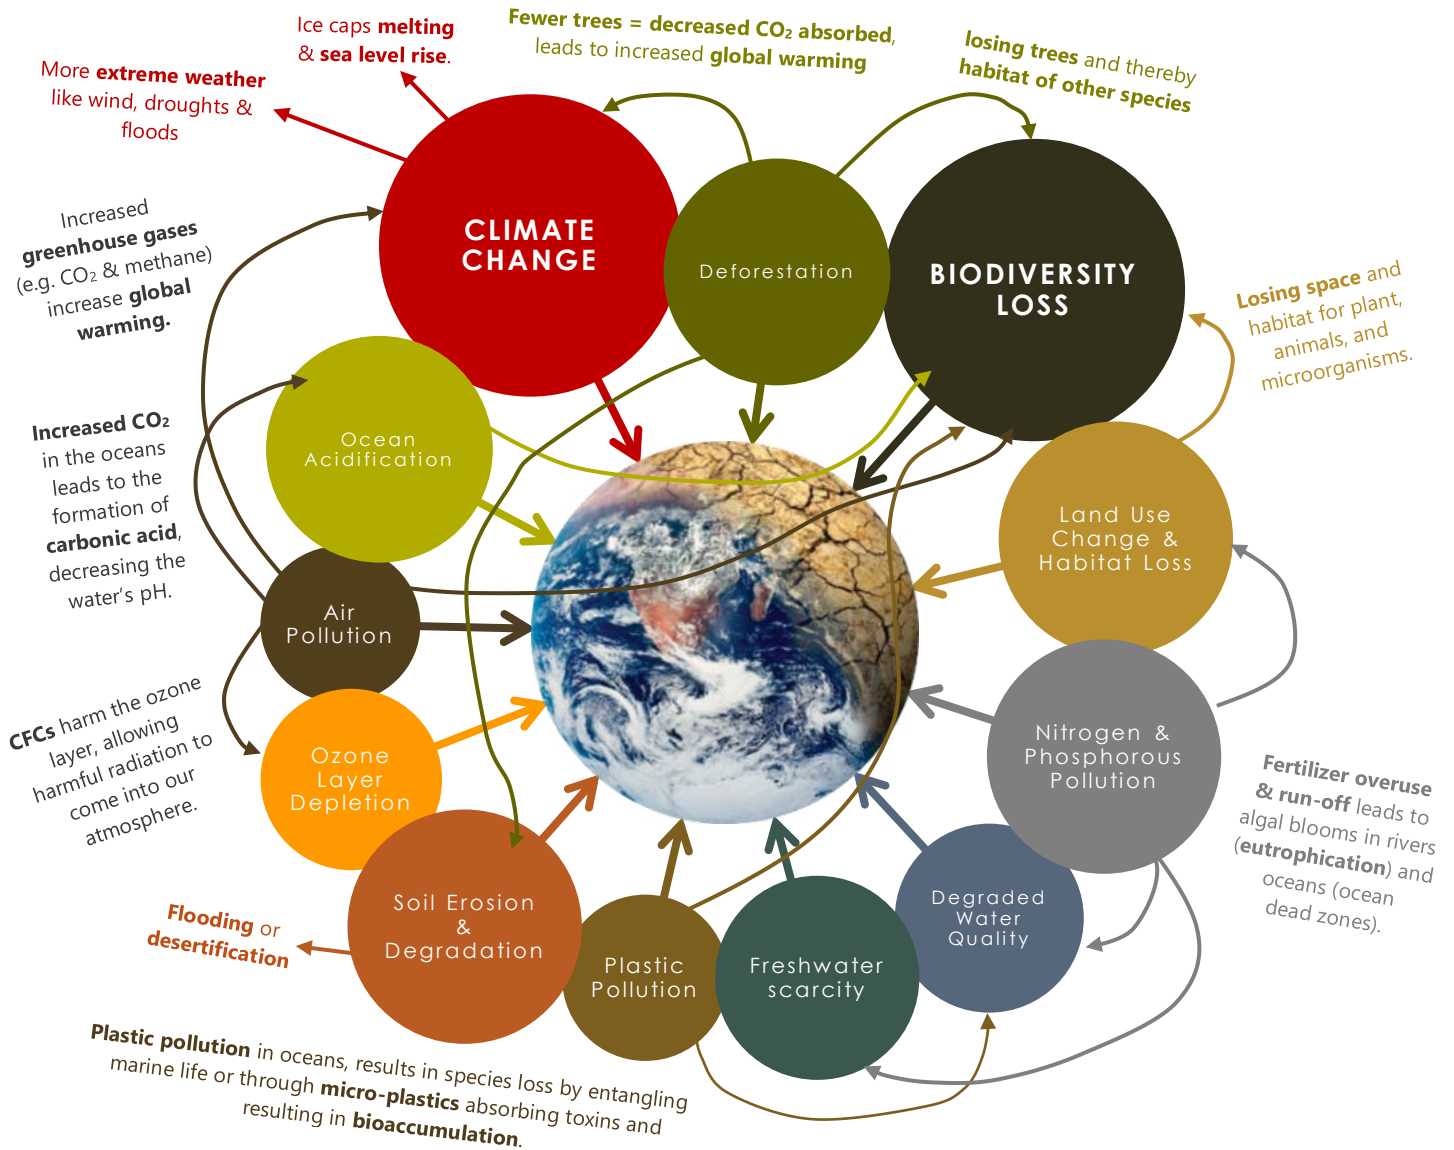 Ice caps melting
& sea level rise.
Fewer trees = decreased CO₂ absorbed,
leads to increased global warming
losing trees and thereby
habitat of other species
More extreme weather
like wind, droughts &
floods
Increased
greenhouse gases
(e.g. CO₂ & methane)
increase global
warming.
CLIMATE
CHANGE
Deforestation
BIODIVERSITY
LOSS
Losing space and
habitat for plant,
animals, and
microorganisms.
Increased CO₂
in the oceans
leads to the
formation of
carbonic acid,
decreasing the
water's pH.
Ocean
Acidification
Land Use
Change &
Habitat Loss
Air
Pollution
CFCs harm the ozone
layer, allowing
harmful radiation to
come into our
atmosphere.
Ozone
Layer
Depletion
Nitrogen &
Phosphorous
Pollution
Fertilizer overuse
& run-off leads to
algal blooms in rivers
(eutrophication) and
oceans (ocean
dead zones).
Soil Erosion
&
Degradation
Degraded
Water
Quality
Flooding or
desertification
Plastic
Pollution
Freshwater
scarcity
Plastic pollution in oceans, results in species loss by entangling
marine life or through micro-plastics absorbing toxins and
resulting in bioaccumulation.